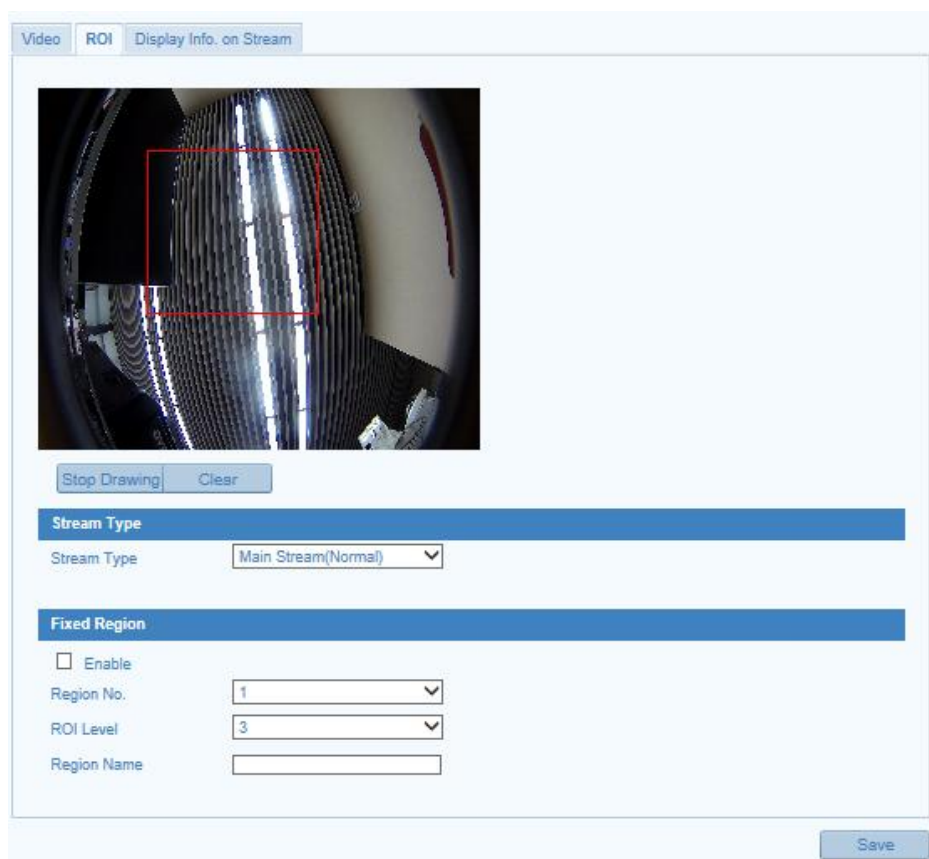 Video ROI Display Info. on Stream
Stop Drawing Clear
Stream Type
Stream Type Main Stream(Normal)
Fixed Region
Enable
Region No. 1
ROI Level 3
Region Name
Save